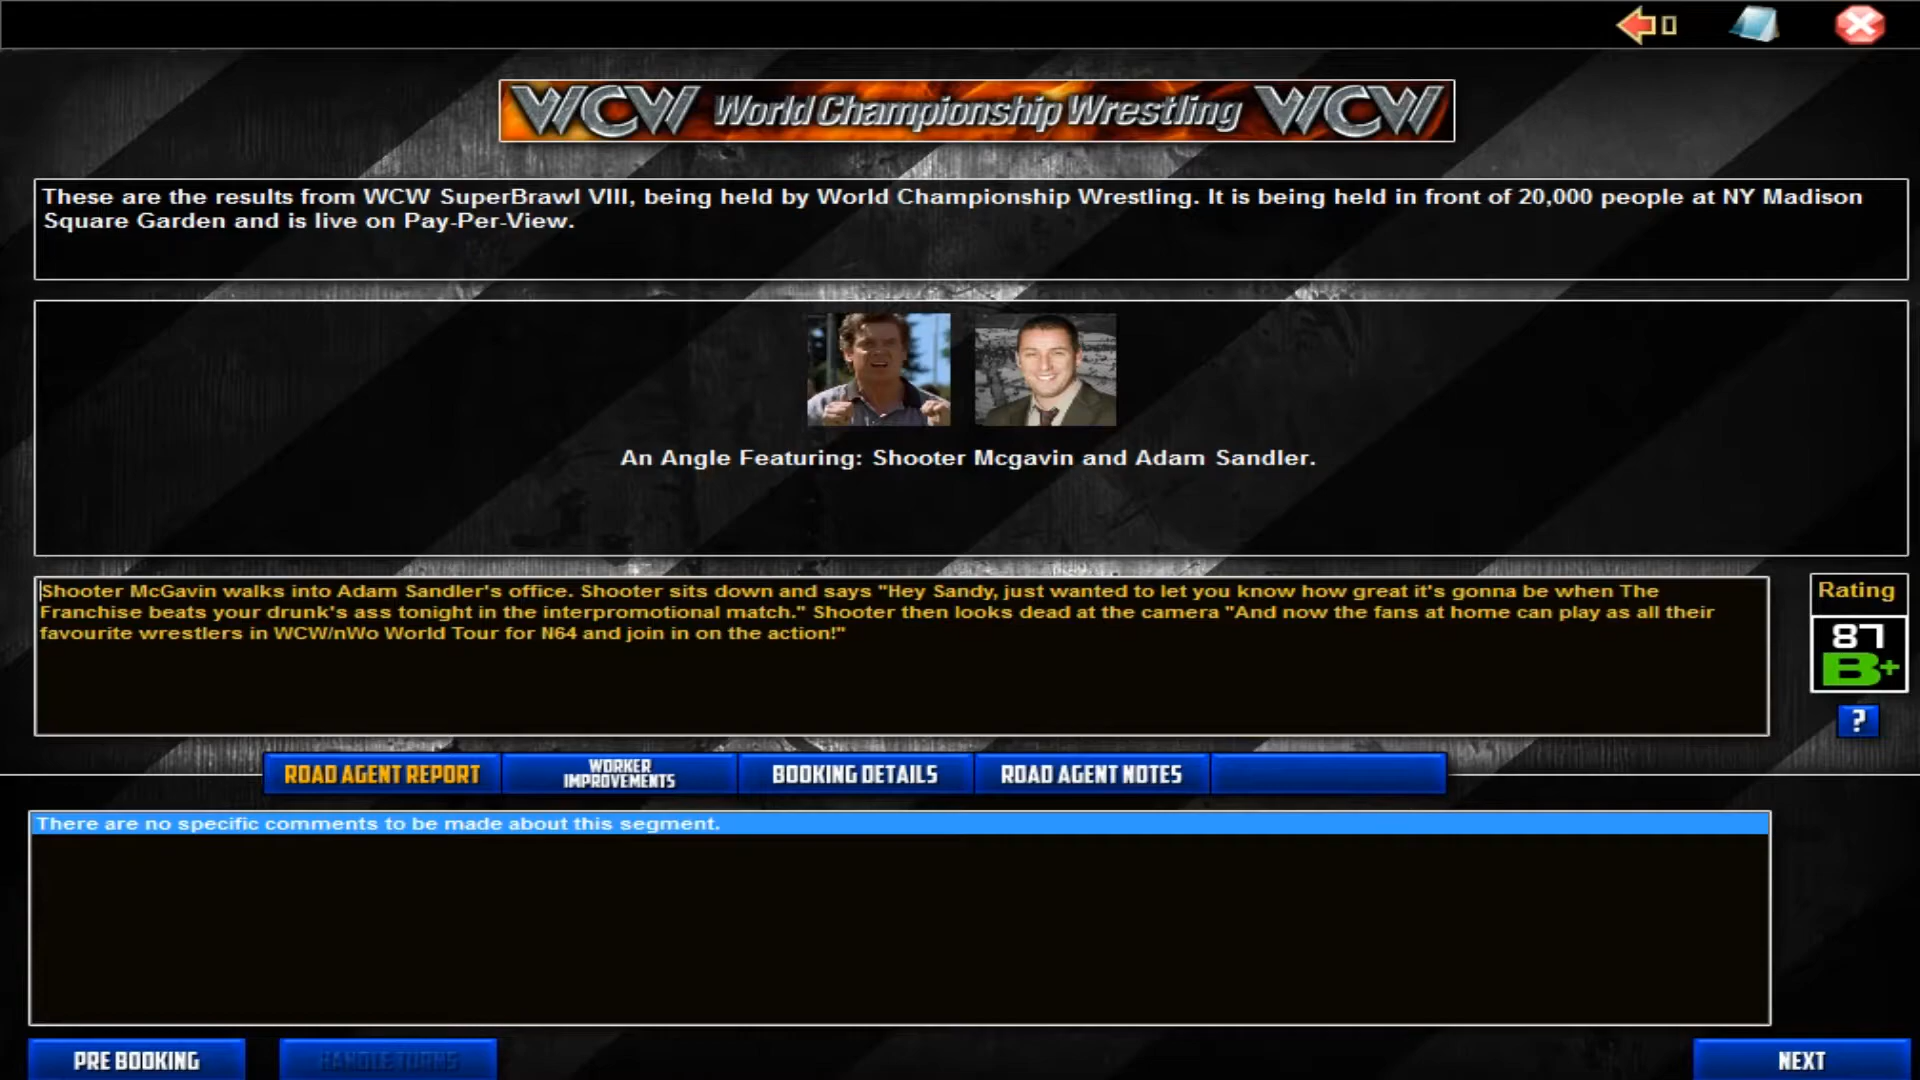 WCW World Championship Wrestling WCW
These are the results from WCW SuperBrawl VIII, being held by World Championship Wrestling. It is being held in front of 20,000 people at NY Madison
Square Garden and is live on Pay-Per-View.
An Angle Featuring: Shooter Mcgavin and Adam Sandler.
Shooter McGavin walks into Adam Sandler's office. Shooter sits down and says "Hey Sandy, just wanted to let you know how great it's gonna be when The
Franchise beats your drunk's ass tonight in the interpromotional match." Shooter then looks dead at the camera "And now the fans at home can play as all their
favourite wrestlers in WCW/nWo World Tour for N64 and join in on the action!"
Rating
87
B+
?
ROAD AGENT REPORT
WORKER
IMPROVEMENTS
BOOKING DETAILS
ROAD AGENT NOTES
There are no specific comments to be made about this segment.
PRE BOOKING
HANDLE TURNS
NEXT